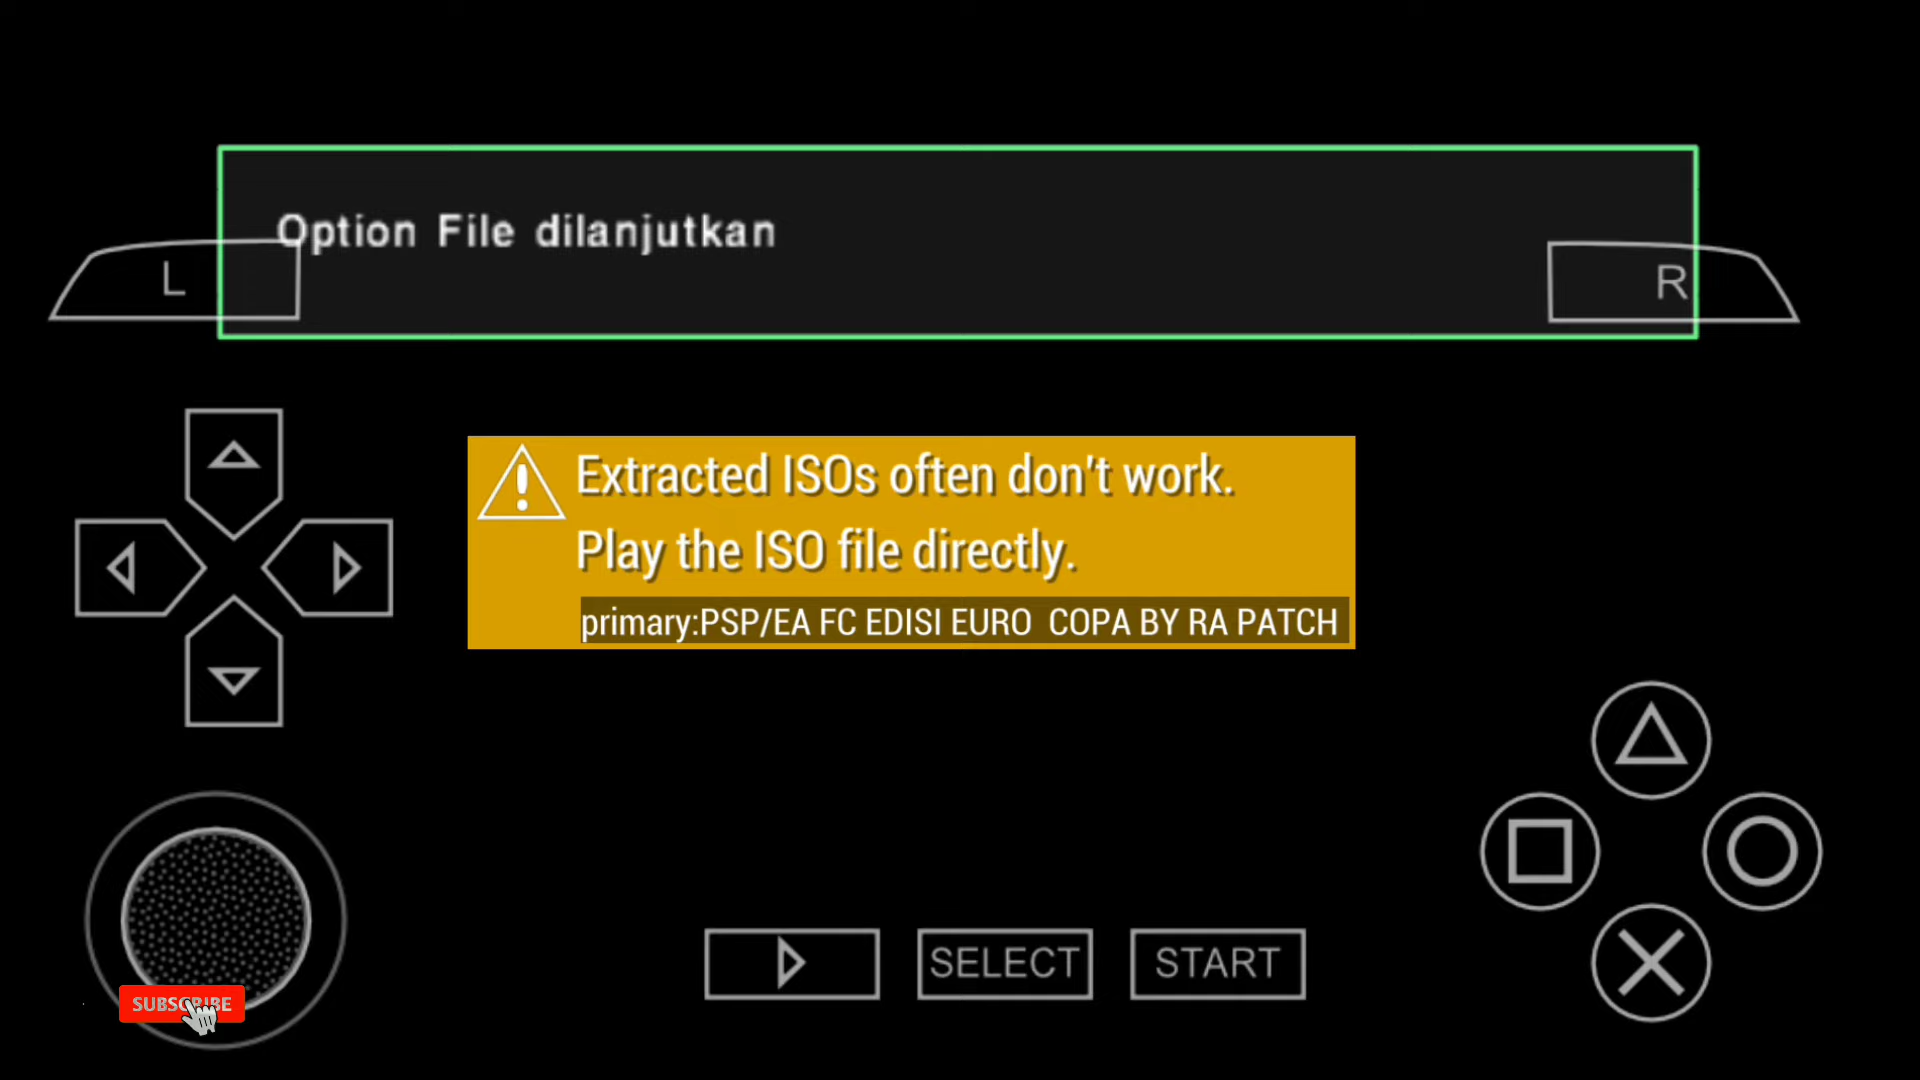 Option File dilanjutkan
L
R
Extracted ISOs often don't work.
Play the ISO file directly.
primary:PSP/EA FC EDISI EURO  COPA BY RA PATCH
SELECT
START
SUBSCRIBE